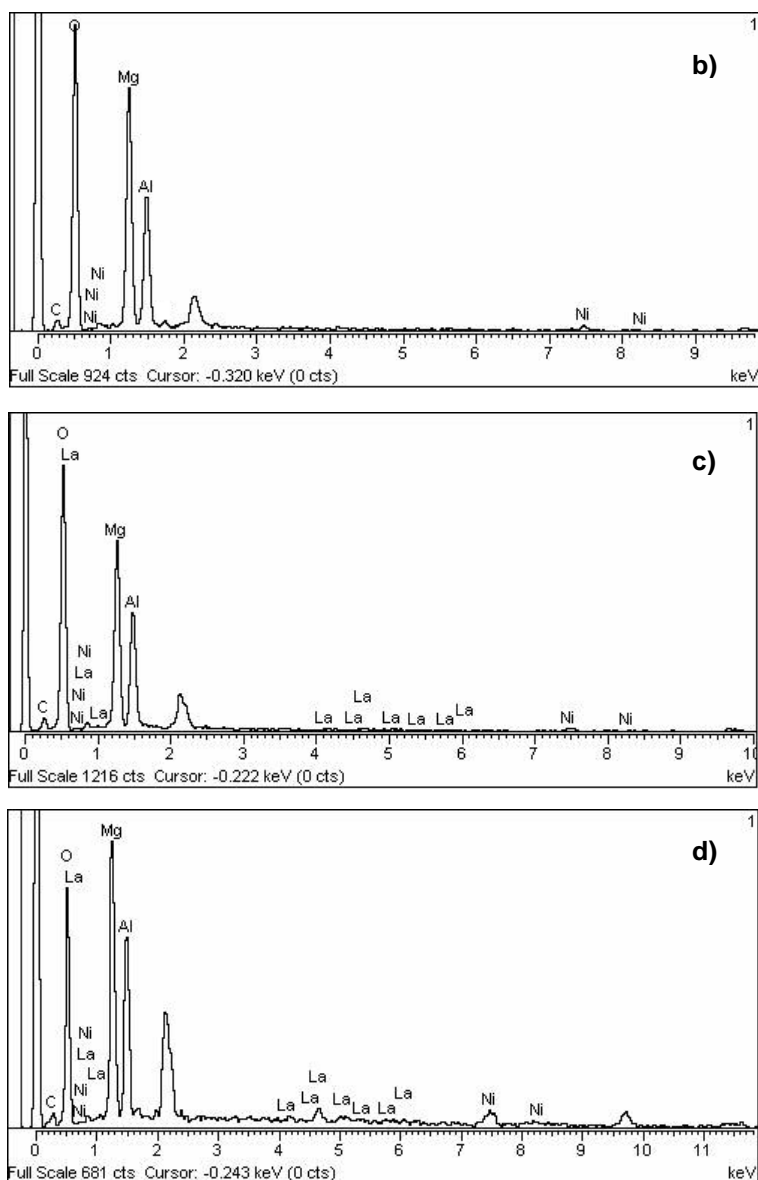 O
1
b)
Mg
Al
Ni
Ni
C
Ni
Ni
Ni
0 1 2 3 4 5 6 7 8 9
Full Scale 924 cts Cursor: -0.320 keV (0 cts)
keV
1
O
La
c)
Mg
Al
Ni
La
La
Ni
C
Ni
La
La
La
La
La
La
Ni
Ni
0 1 2 3 4 5 6 7 8 9 10
Full Scale 1216 cts Cursor: -0.222 keV (0 cts)
keV
1
Mg
O
La
d)
Al
Ni
La
La
Ni
C
Ni
La
La
La
La
La
La
La
Ni
Ni
0 1 2 3 4 5 6 7 8 9 10 11
Full Scale 681 cts Cursor: -0.243 keV (0 cts)
keV